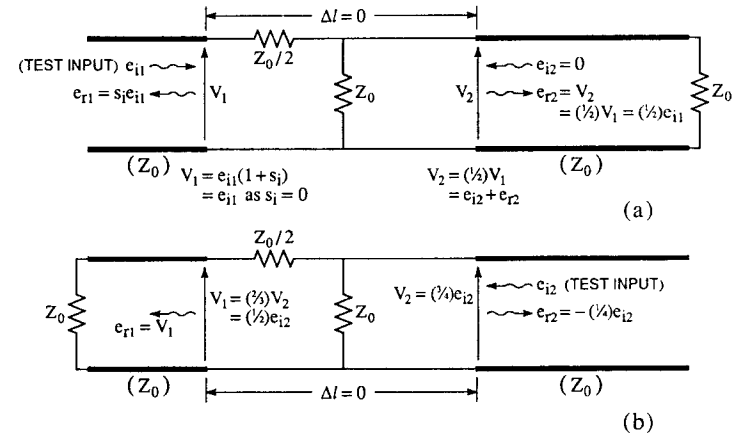 Δl = 0
Z₀/2
(TEST INPUT) eᵢ₁
eᵣ₁ = sᵢeᵢ₁
V₁
Z₀
V₂
eᵢ₂ = 0
eᵣ₂ = V₂
= (½)V₁ = (½)eᵢ₁
Z₀
(Z₀)
(Z₀)
V₁ = eᵢ₁(1 + sᵢ)
= eᵢ₁ as sᵢ = 0
V₂ = (½)V₁
= eᵢ₂ + eᵣ₂
(a)
Z₀/2
Z₀
eᵣ₁ = V₁
V₁ = (⅔)V₂
= (½)eᵢ₂
Z₀
V₂ = (¾)eᵢ₂
eᵢ₂ (TEST INPUT)
eᵣ₂ = −(¼)eᵢ₂
(Z₀)
(Z₀)
Δl = 0
(b)